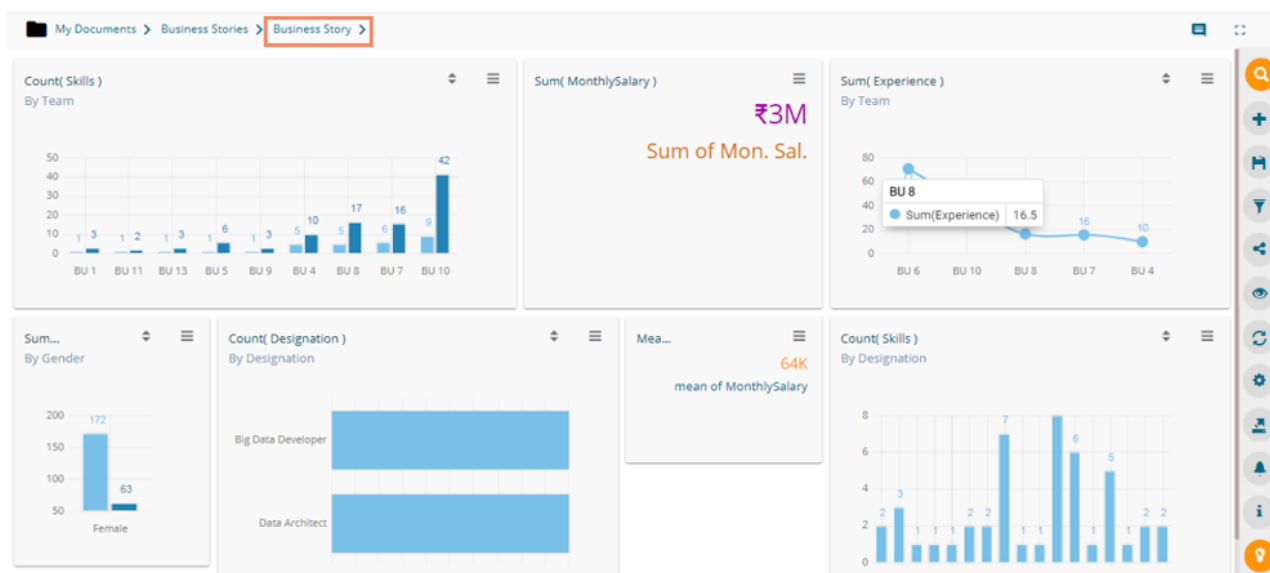 My Documents > Business Stories > Business Story >
Count( Skills )
By Team
50
40
30
20
10
0
1 3 1 2 1 3 1 6 1 3 5 10 5 17 6 16 9 42
BU 1 BU 11 BU 13 BU 5 BU 9 BU 4 BU 8 BU 7 BU 10
Sum( MonthlySalary )
₹3M
Sum of Mon. Sal.
Sum( Experience )
By Team
80
60
40
20
0
BU 8
Sum(Experience) 16.5
16 10
BU 6 BU 10 BU 8 BU 7 BU 4
Sum...
By Gender
200
150
100
50
172
63
Female
Count( Designation )
By Designation
Big Data Developer
Data Architect
Mea...
64K
mean of MonthlySalary
Count( Skills )
By Designation
8
6
4
2
0
2 3 1 1 1 2 2 7 1 1 6 1 5 1 2 2